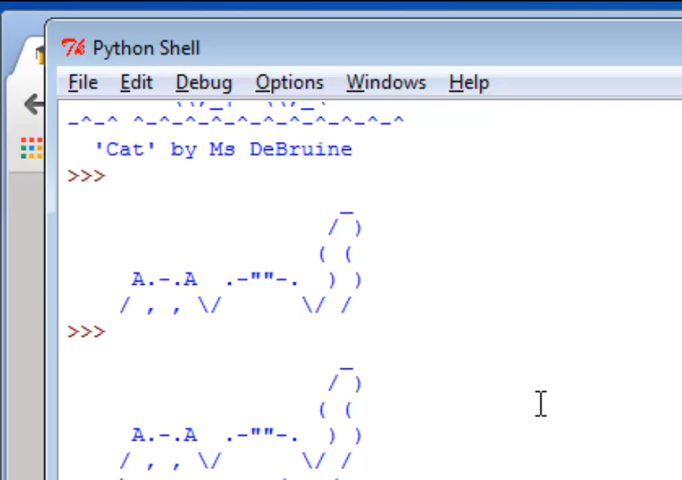 Python Shell
File Edit Debug Options Windows Help
-^-^ ^-^-^-^-^-^-^-^-^-^-^
'Cat' by Ms DeBruine
>>>
_
/ )
( (
A.-.A .-""-. ) )
/ , , \/ \/ /
>>>
_
/ )
( (
A.-.A .-""-. ) )
/ , , \/ \/ /